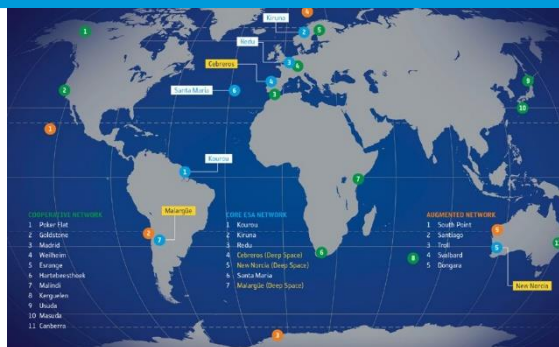 Kiruna
Redu
Cebreros
Santa Maria
Kourou
Malargüe
New Norcia
COOPERATIVE NETWORK
1 Poker Flat
2 Goldstone
3 Madrid
4 Weilheim
5 Esrange
6 Hartebeesthoek
7 Malindi
8 Kerguelen
9 Usuda
10 Masuda
11 Canberra
CORE ESA NETWORK
1 Kourou
2 Kiruna
3 Redu
4 Cebreros (Deep Space)
5 New Norcia (Deep Space)
6 Santa Maria
7 Malargüe (Deep Space)
AUGMENTED NETWORK
1 South Point
2 Santiago
3 Troll
4 Svalbard
5 Dongara